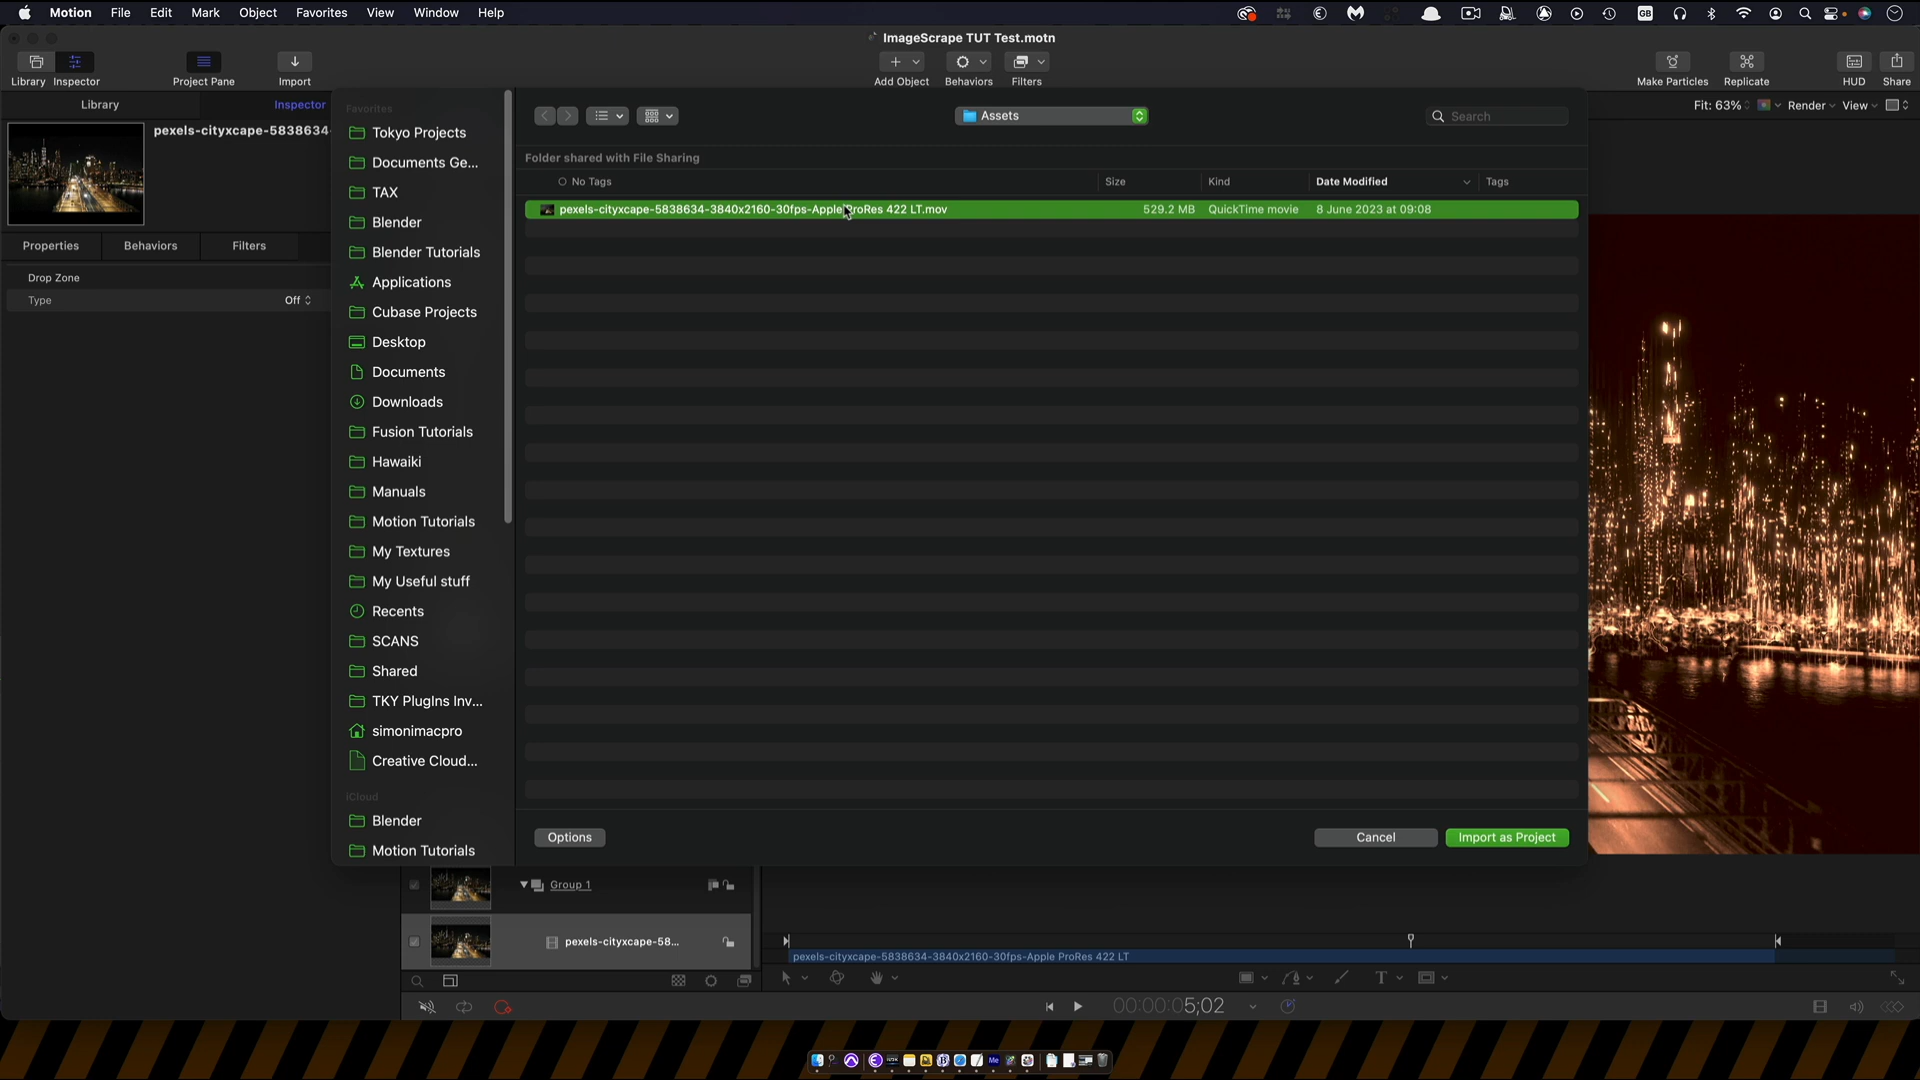 Motion File Edit Mark Object Favorites View Window Help
ImageScrape TUT Test.motn
Library Inspector Project Pane Import Add Object Behaviors Filters Make Particles Replicate HUD Share
Library Inspector
Fit: 63% Render View
pexels-cityxcape-5838634-
Properties Behaviors Filters
Drop Zone
Type Off
Favorites
Tokyo Projects
Documents Ge...
TAX
Blender
Blender Tutorials
Applications
Cubase Projects
Desktop
Documents
Downloads
Fusion Tutorials
Hawaiki
Manuals
Motion Tutorials
My Textures
My Useful stuff
Recents
SCANS
Shared
TKY PlugIns Inv...
simonimacpro
Creative Cloud...
iCloud
Blender
Motion Tutorials
Assets
Search
Folder shared with File Sharing
No Tags Size Kind Date Modified Tags
pexels-cityxcape-5838634-3840x2160-30fps-Apple ProRes 422 LT.mov 529.2 MB QuickTime movie 8 June 2023 at 09:08
Options Cancel Import as Project
Group 1
pexels-cityxcape-58...
pexels-cityxcape-5838634-3840x2160-30fps-Apple ProRes 422 LT
T
00:00:05;02